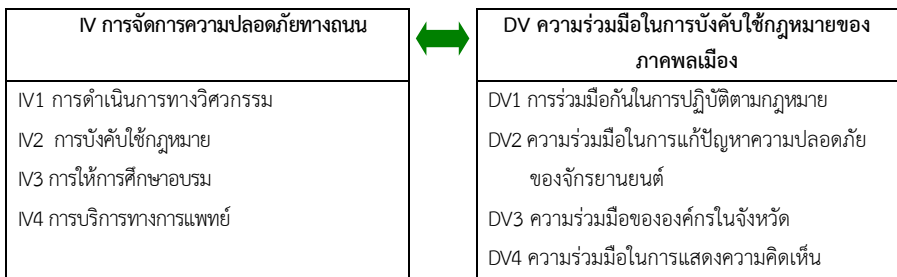 IV การจัดการความปลอดภัยทางถนน
IV1 การดำเนินการทางวิศวกรรม
IV2 การบังคับใช้กฎหมาย
IV3 การให้การศึกษาอบรม
IV4 การบริการทางการแพทย์
DV ความร่วมมือในการบังคับใช้กฎหมายของ
ภาคพลเมือง
DV1 การร่วมมือกันในการปฏิบัติตามกฎหมาย
DV2 ความร่วมมือในการแก้ปัญหาความปลอดภัย
ของจักรยานยนต์
DV3 ความร่วมมือขององค์กรในจังหวัด
DV4 ความร่วมมือในการแสดงความคิดเห็น